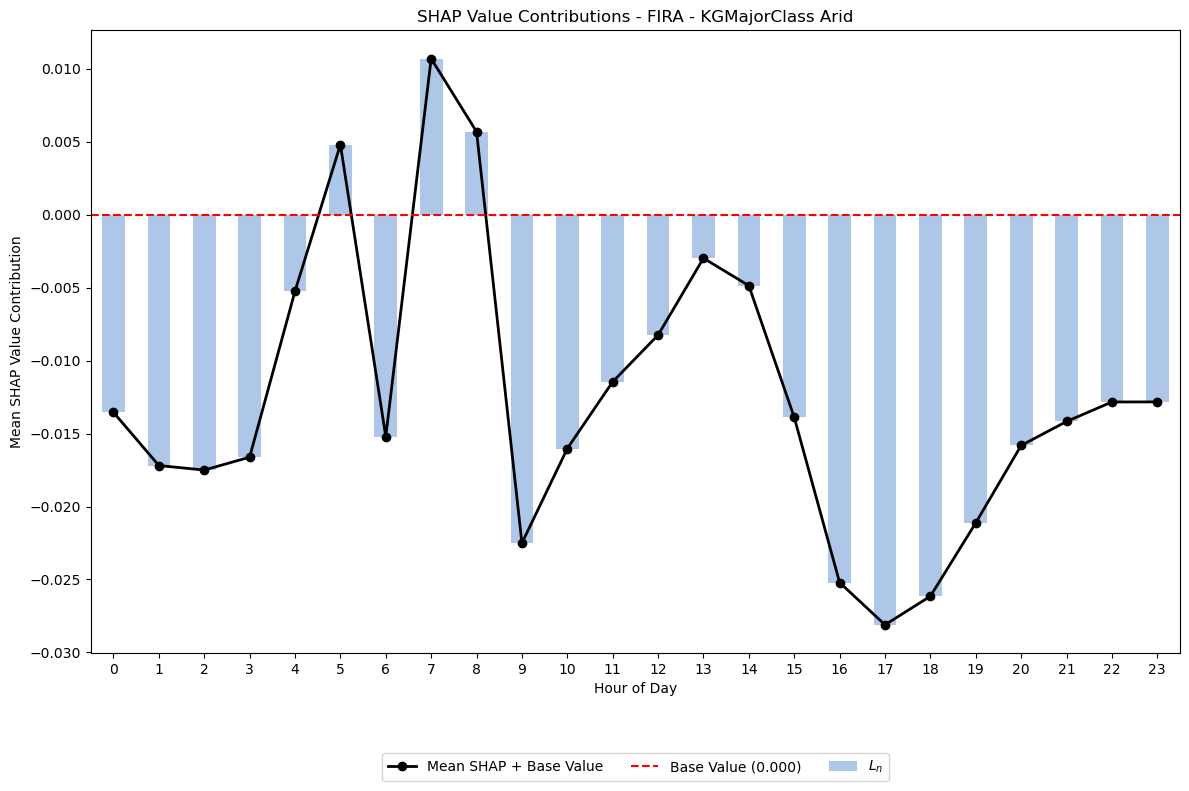 SHAP Value Contributions - FIRA - KGMajorClass Arid
Mean SHAP Value Contribution
0.010
0.005
0.000
−0.005
−0.010
−0.015
−0.020
−0.025
−0.030
0 1 2 3 4 5 6 7 8 9 10 11 12 13 14 15 16 17 18 19 20 21 22 23
Hour of Day
Mean SHAP + Base Value Base Value (0.000) Lₙ